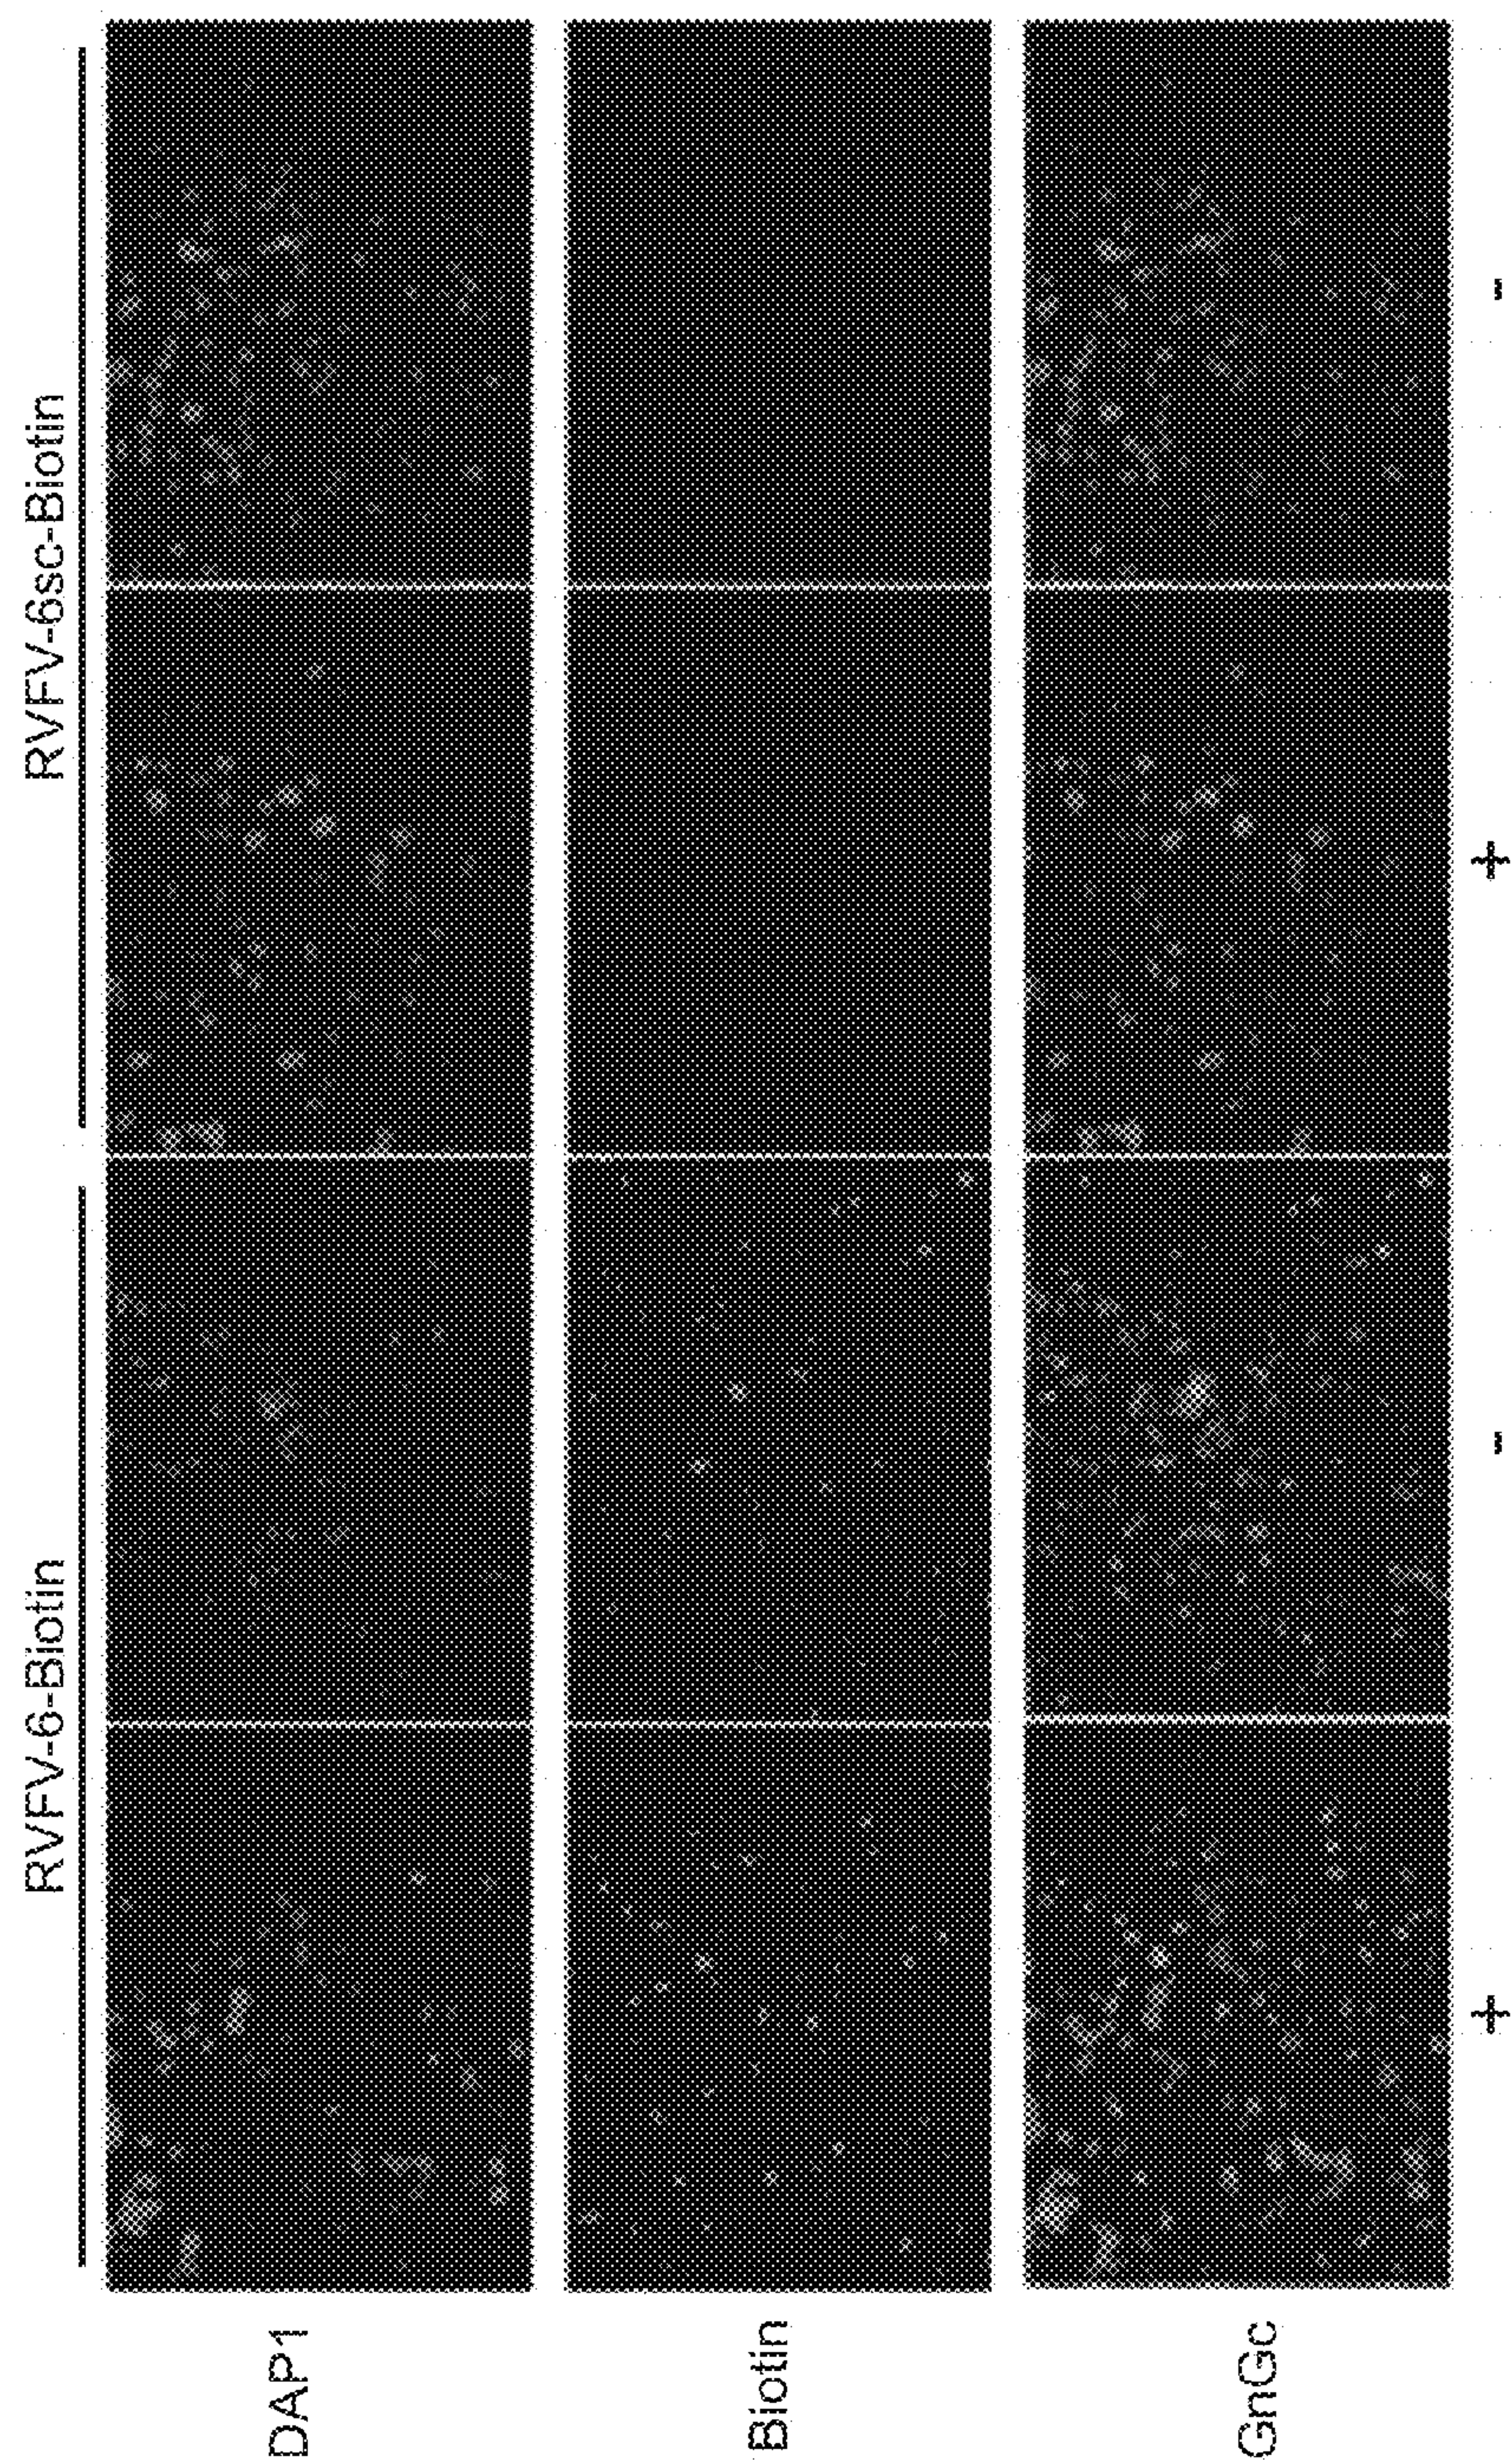 RVFV-6-Biotin RVFV-6sc-Biotin
DAP1
Biotin
GnGc
+ - + -